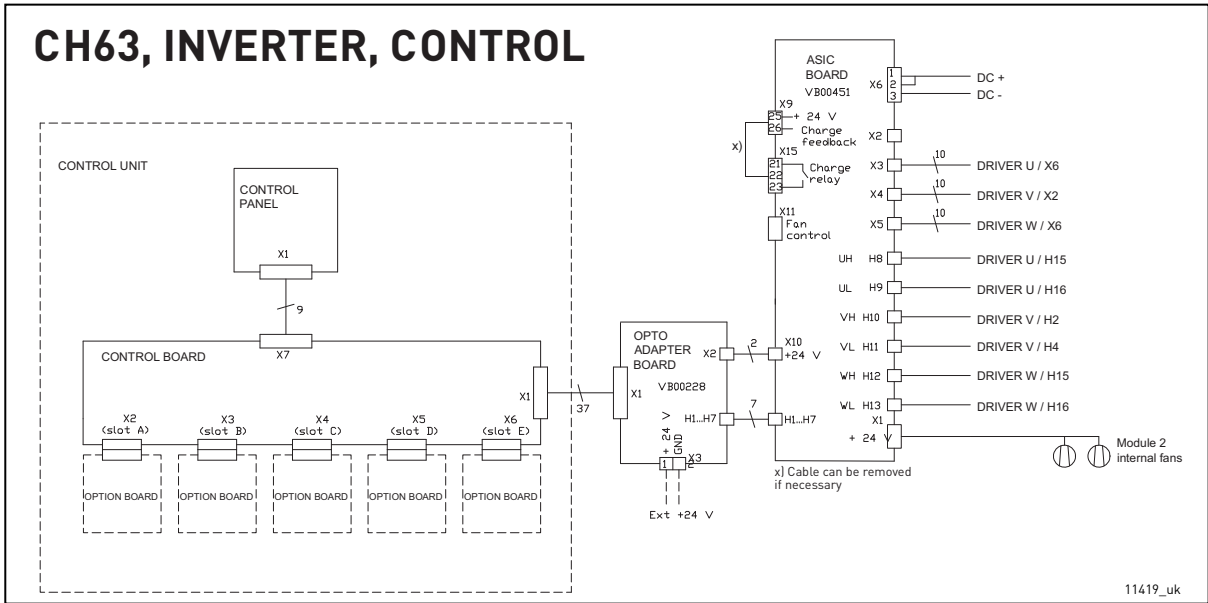 CH63, INVERTER, CONTROL
CONTROL UNIT
CONTROL
PANEL
X1
9
X7
CONTROL BOARD
X1
X2
(slot A)
X3
(slot B)
X4
(slot C)
X5
(slot D)
X6
(slot E)
OPTION BOARD
OPTION BOARD
OPTION BOARD
OPTION BOARD
OPTION BOARD
37
OPTO
ADAPTER
BOARD
VB00228
X1
X2
H1...H7
+ 24 V
GND
X3
1
2
Ext +24 V
2
7
ASIC
BOARD
VB00451
X9
25
+ 24 V
26
Charge
feedback
x)
X15
21
22
23
Charge
relay
X11
Fan
control
X10
+24 V
H1...H7
x) Cable can be removed
if necessary
X6
1
2
3
DC +
DC -
X2
X3
10
DRIVER U / X6
X4
10
DRIVER V / X2
X5
10
DRIVER W / X6
UH H8
DRIVER U / H15
UL H9
DRIVER U / H16
VH H10
DRIVER V / H2
VL H11
DRIVER V / H4
WH H12
DRIVER W / H15
WL H13
DRIVER W / H16
X1
+ 24 V
Module 2
internal fans
11419_uk